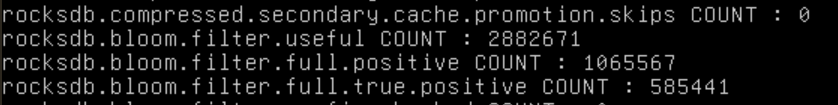 rocksdb.compressed.secondary.cache.promotion.skips COUNT : 0
rocksdb.bloom.filter.useful COUNT : 2882671
rocksdb.bloom.filter.full.positive COUNT : 1065567
rocksdb.bloom.filter.full.true.positive COUNT : 585441